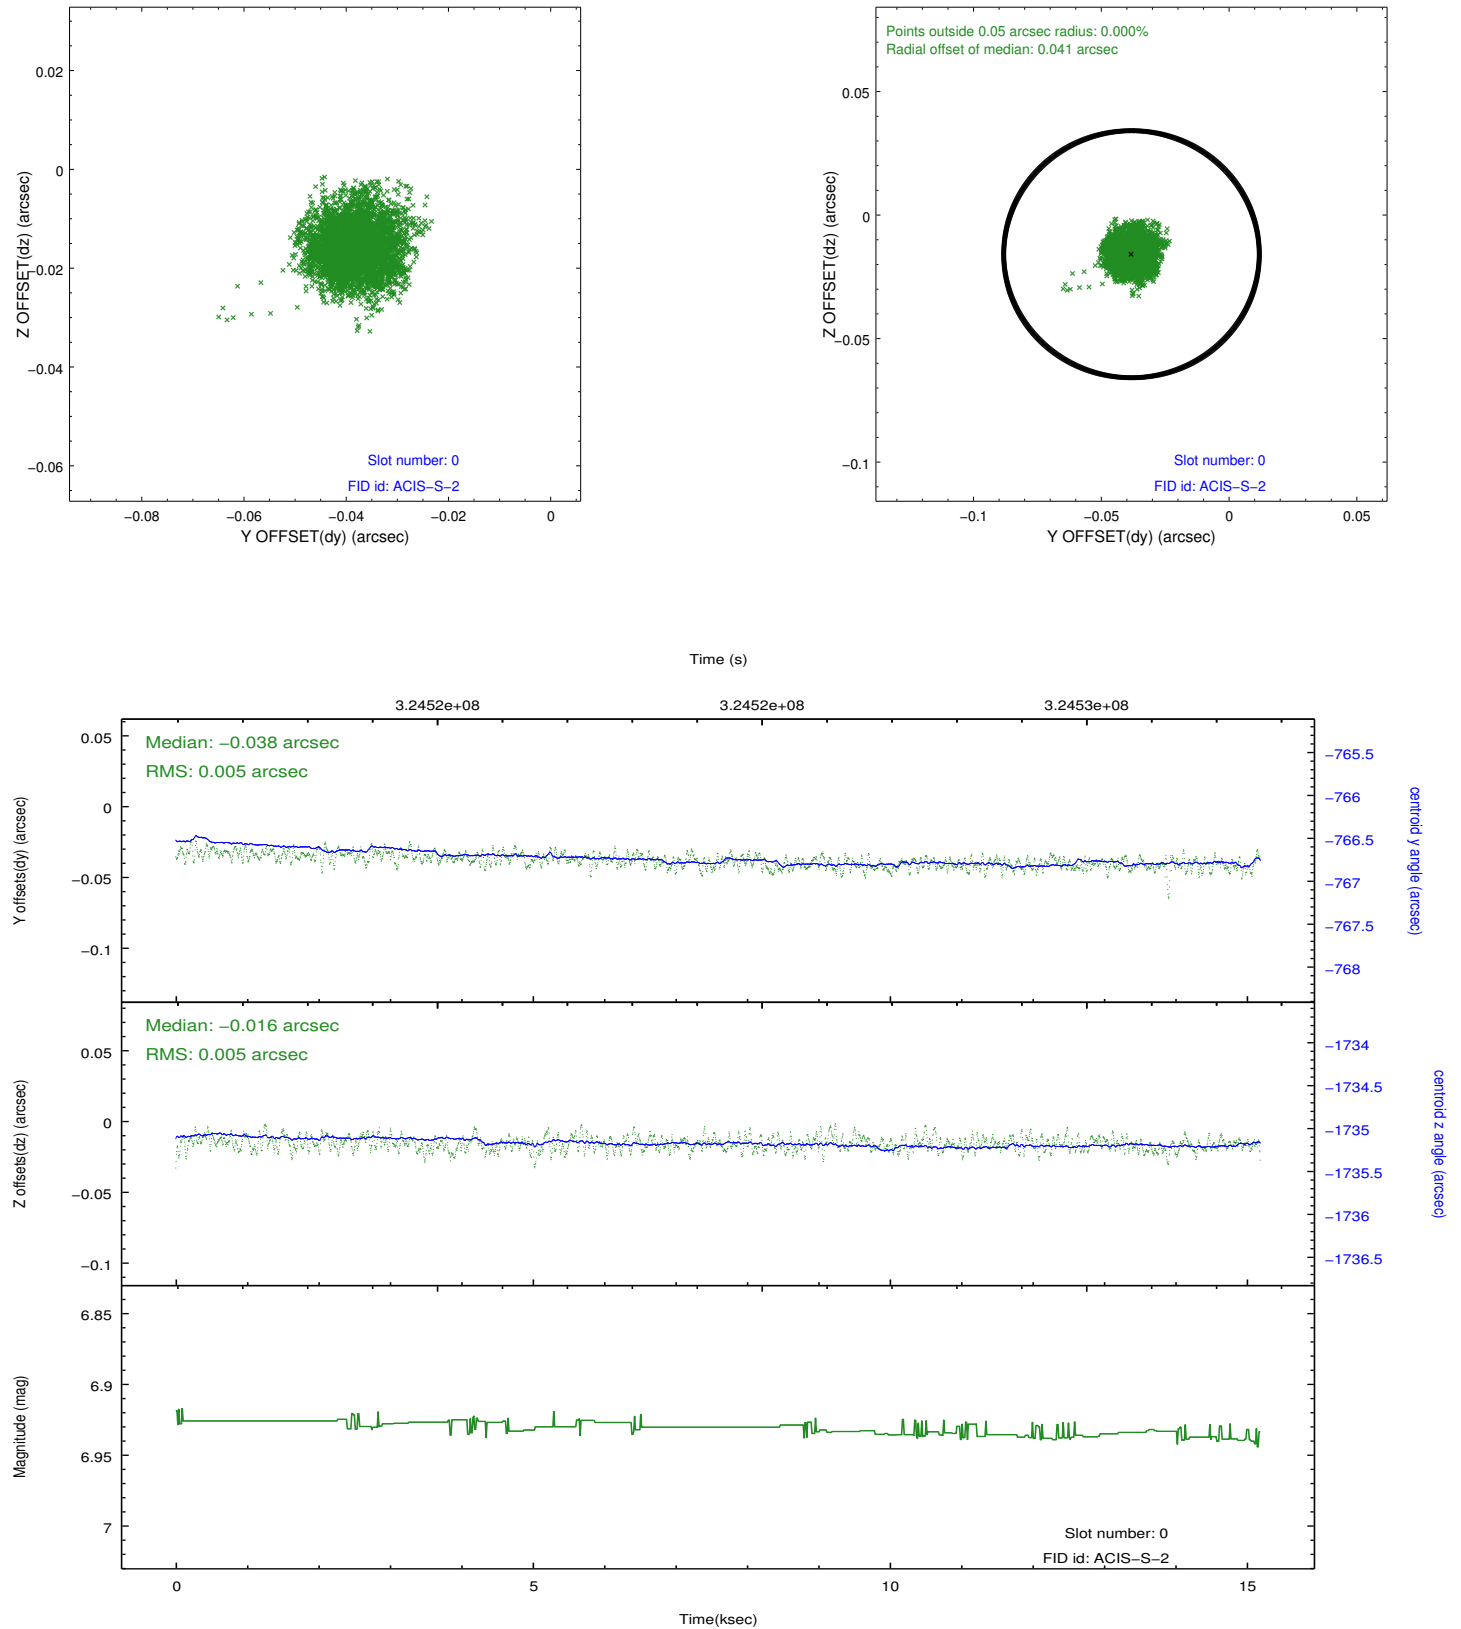 0.02
0
−0.02
−0.04
−0.06
Z OFFSET(dz) (arcsec)
Slot number: 0
FID id: ACIS−S−2
−0.08
−0.06
−0.04
−0.02
0
Y OFFSET(dy) (arcsec)
Points outside 0.05 arcsec radius: 0.000%
Radial offset of median: 0.041 arcsec
0.05
0
−0.05
−0.1
Z OFFSET(dz) (arcsec)
Slot number: 0
FID id: ACIS−S−2
−0.1
−0.05
0
0.05
Y OFFSET(dy) (arcsec)
Time (s)
3.2452e+08
3.2452e+08
3.2453e+08
Median: −0.038 arcsec
RMS: 0.005 arcsec
0.05
0
−0.05
−0.1
Y offsets(dy) (arcsec)
−765.5
−766
−766.5
−767
−767.5
−768
centroid y angle (arcsec)
Median: −0.016 arcsec
RMS: 0.005 arcsec
0.05
0
−0.05
−0.1
Z offsets(dz) (arcsec)
−1734
−1734.5
−1735
−1735.5
−1736
−1736.5
centroid z angle (arcsec)
6.85
6.9
6.95
7
Magnitude (mag)
Slot number: 0
FID id: ACIS−S−2
0
5
10
15
Time(ksec)